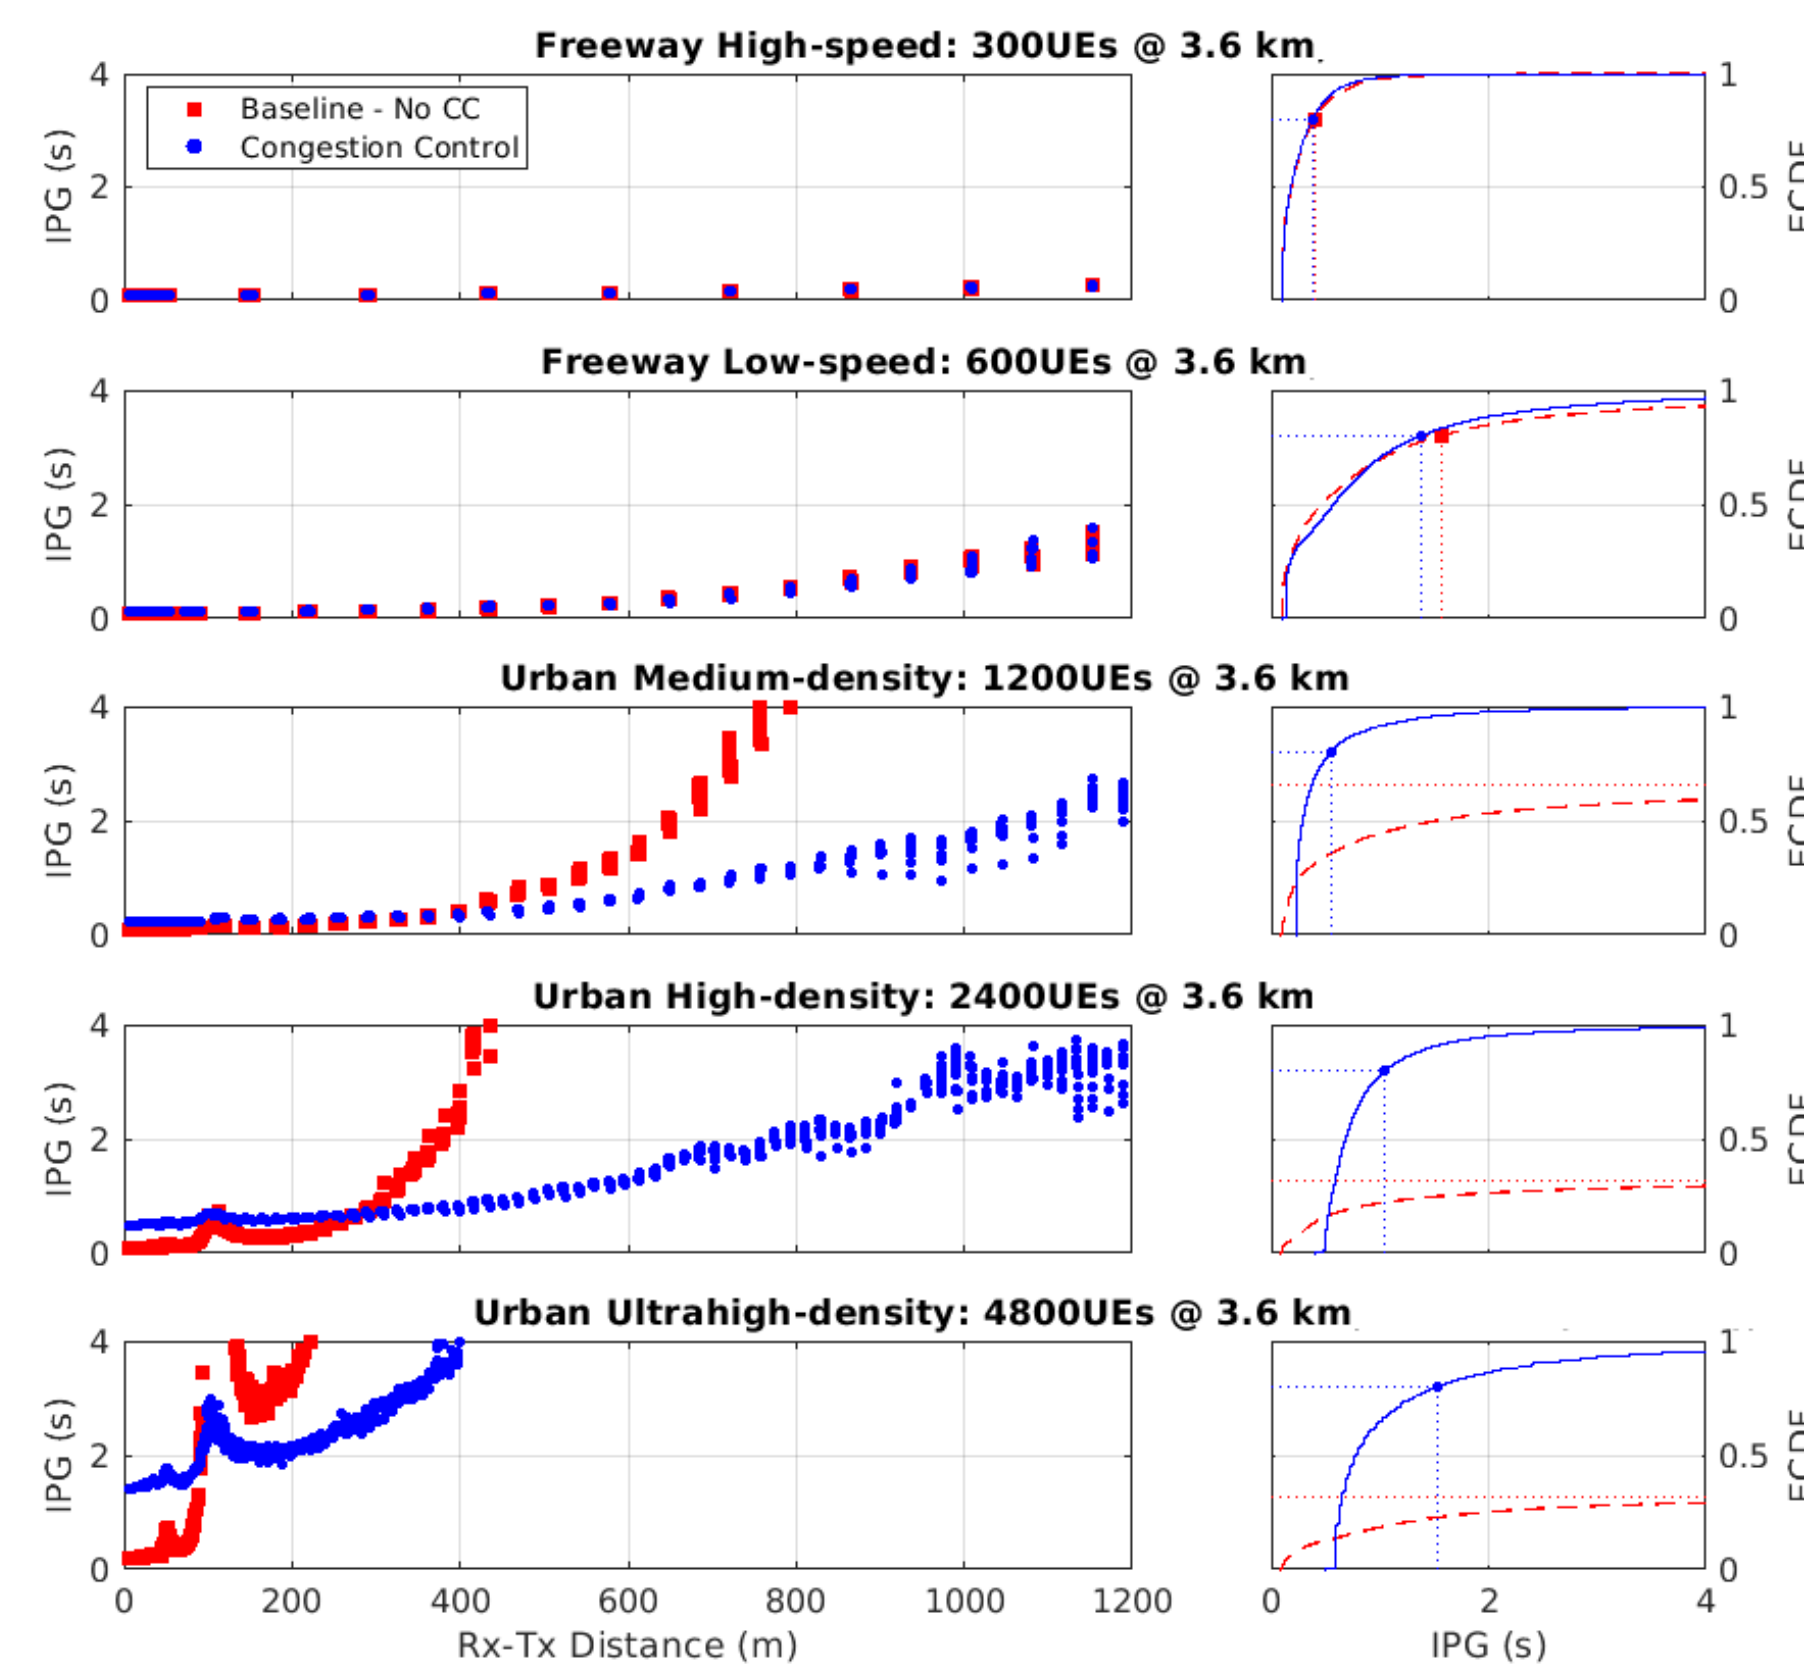 Freeway High-speed: 300UEs @ 3.6 km
4
2
0
IPG (s)
Baseline - No CC
Congestion Control
1
0.5
0
Freeway Low-speed: 600UEs @ 3.6 km
4
2
0
IPG (s)
1
0.5
0
Urban Medium-density: 1200UEs @ 3.6 km
4
2
0
IPG (s)
1
0.5
0
Urban High-density: 2400UEs @ 3.6 km
4
2
0
IPG (s)
1
0.5
0
Urban Ultrahigh-density: 4800UEs @ 3.6 km
4
2
0
IPG (s)
1
0.5
0
0 200 400 600 800 1000 1200
Rx-Tx Distance (m)
0 2 4
IPG (s)